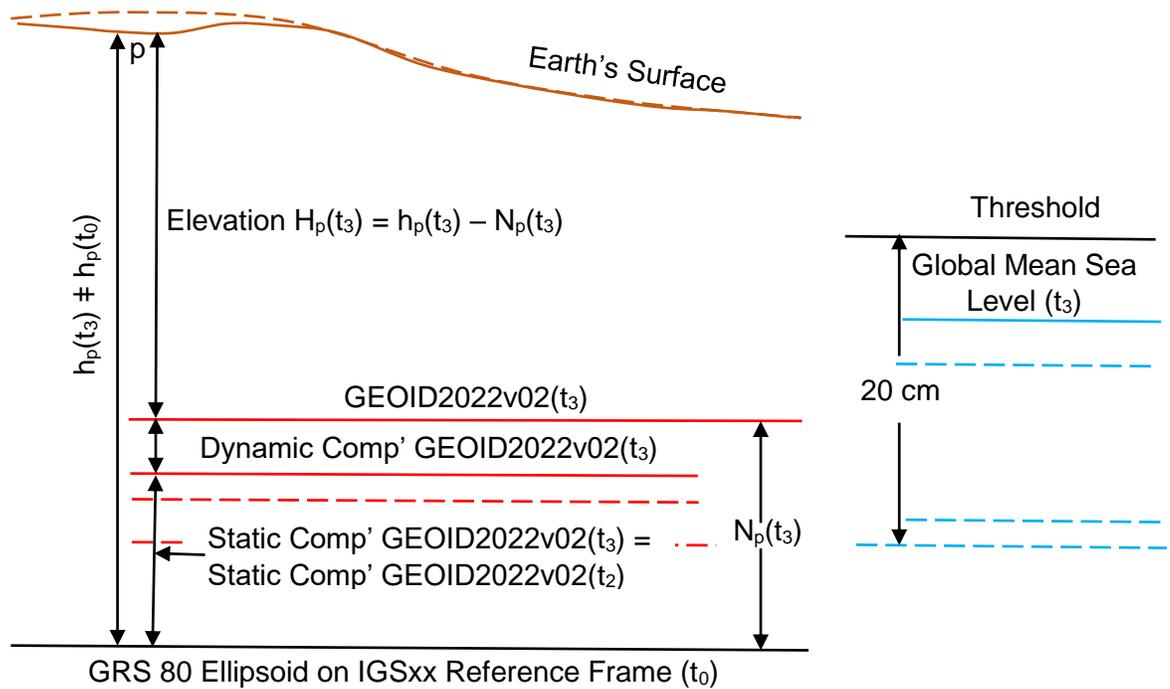 p
Earth’s Surface
Elevation Hₚ(t₃) = hₚ(t₃) – Nₚ(t₃)
hₚ(t₃) ǂ hₚ(t₀)
GEOID2022v02(t₃)
Dynamic Comp’ GEOID2022v02(t₃)
Static Comp’ GEOID2022v02(t₃) =
Static Comp’ GEOID2022v02(t₂)
Nₚ(t₃)
GRS 80 Ellipsoid on IGSxx Reference Frame (t₀)
Threshold
Global Mean Sea
Level (t₃)
20 cm